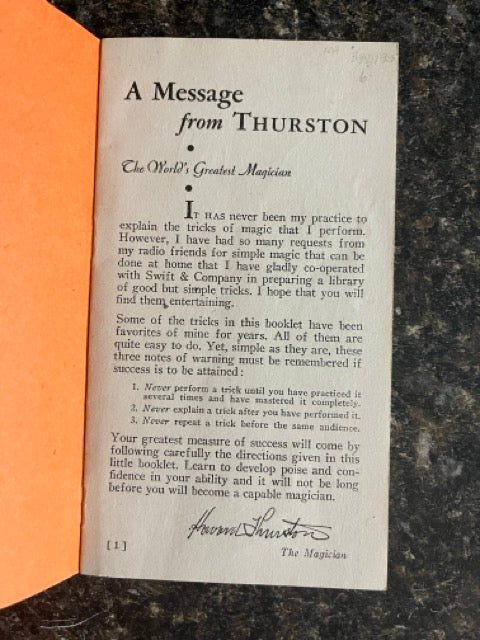 A Message
from THURSTON
The World's Greatest Magician
IT HAS never been my practice to
explain the tricks of magic that I perform.
However, I have had so many requests from
my radio friends for simple magic that can be
done at home that I have gladly co-operated
with Swift & Company in preparing a library
of good but simple tricks. I hope that you will
find them entertaining.
Some of the tricks in this booklet have been
favorites of mine for years. All of them are
quite easy to do. Yet, simple as they are, these
three notes of warning must be remembered if
success is to be attained:
1. Never perform a trick until you have practiced it
several times and have mastered it completely.
2. Never explain a trick after you have performed it.
3. Never repeat a trick before the same audience.
Your greatest measure of success will come by
following carefully the directions given in this
little booklet. Learn to develop poise and con-
fidence in your ability and it will not be long
before you will become a capable magician.
Howard Thurston
The Magician
[ 1 ]